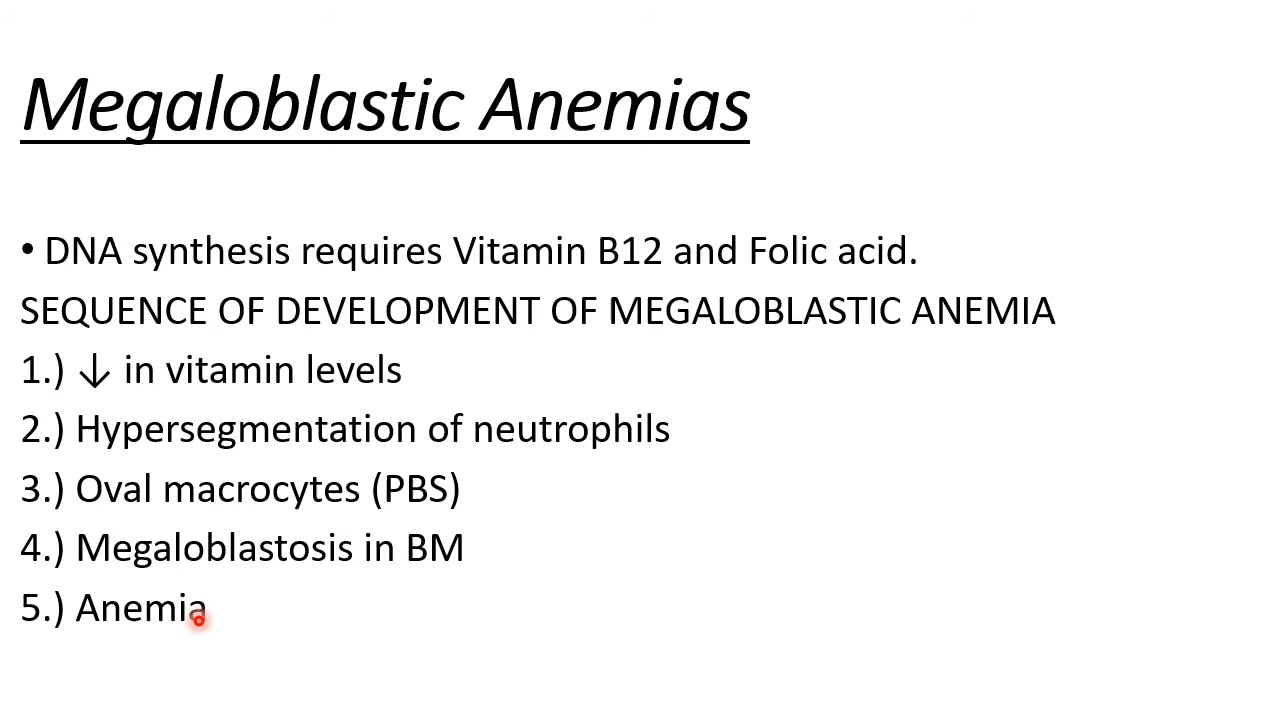 Megaloblastic Anemias
• DNA synthesis requires Vitamin B12 and Folic acid.
SEQUENCE OF DEVELOPMENT OF MEGALOBLASTIC ANEMIA
1.) ↓ in vitamin levels
2.) Hypersegmentation of neutrophils
3.) Oval macrocytes (PBS)
4.) Megaloblastosis in BM
5.) Anemia